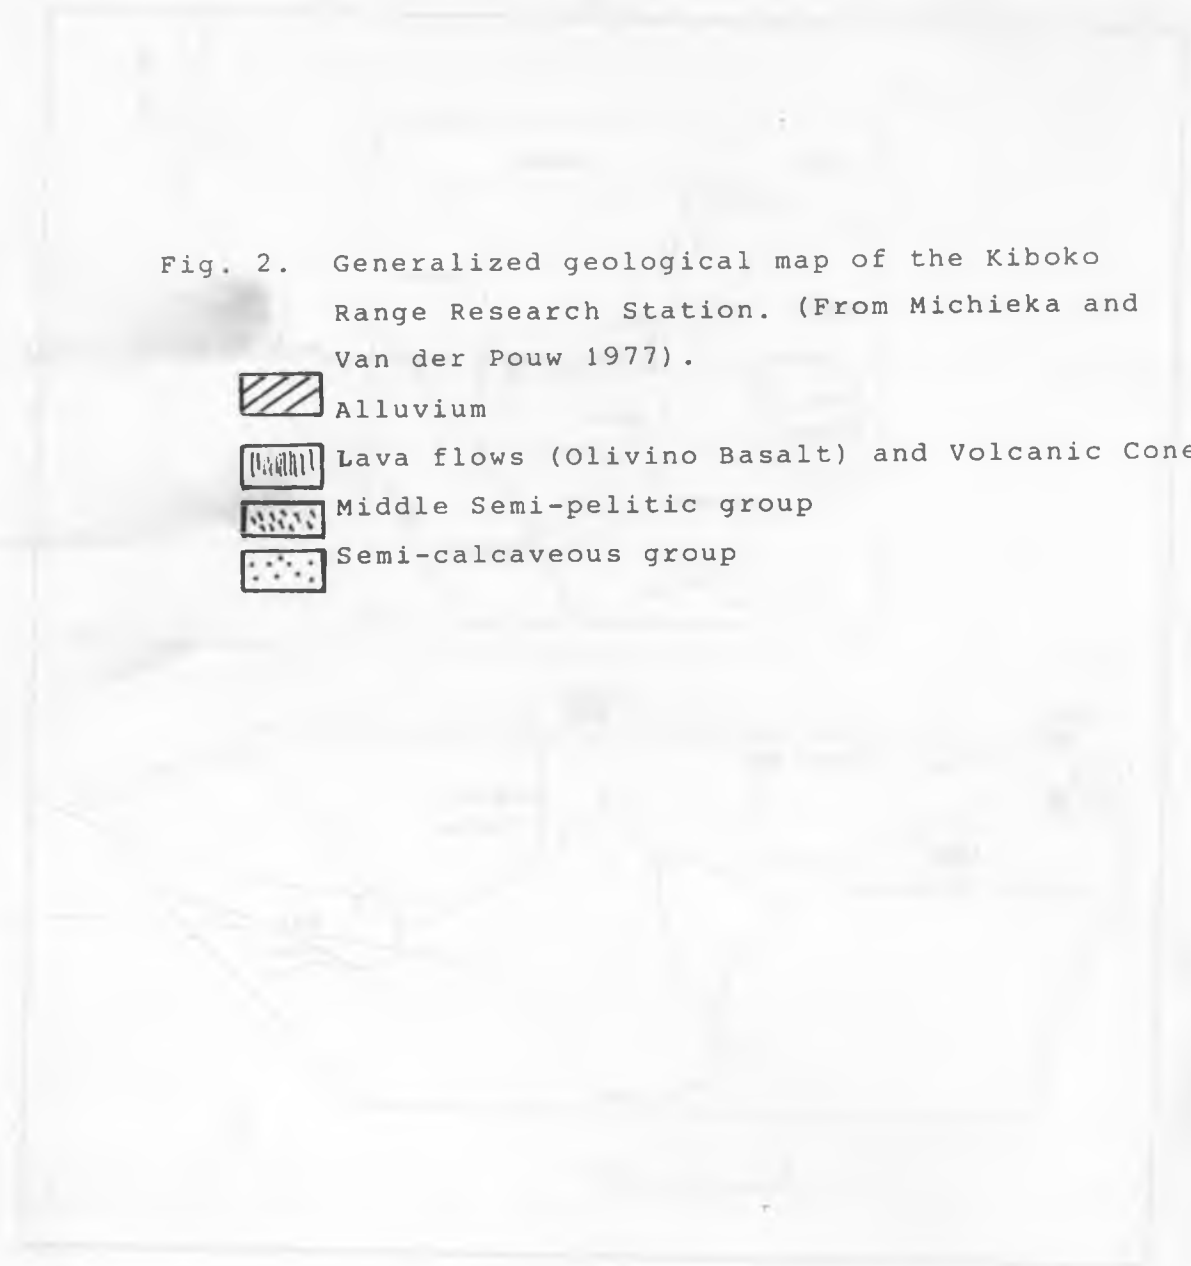 Fig. 2. Generalized geological map of the Kiboko
Range Research Station. (From Michieka and
Van der Pouw 1977).
Alluvium
Lava flows (Olivino Basalt) and Volcanic Cone
Middle Semi-pelitic group
Semi-calcaveous group